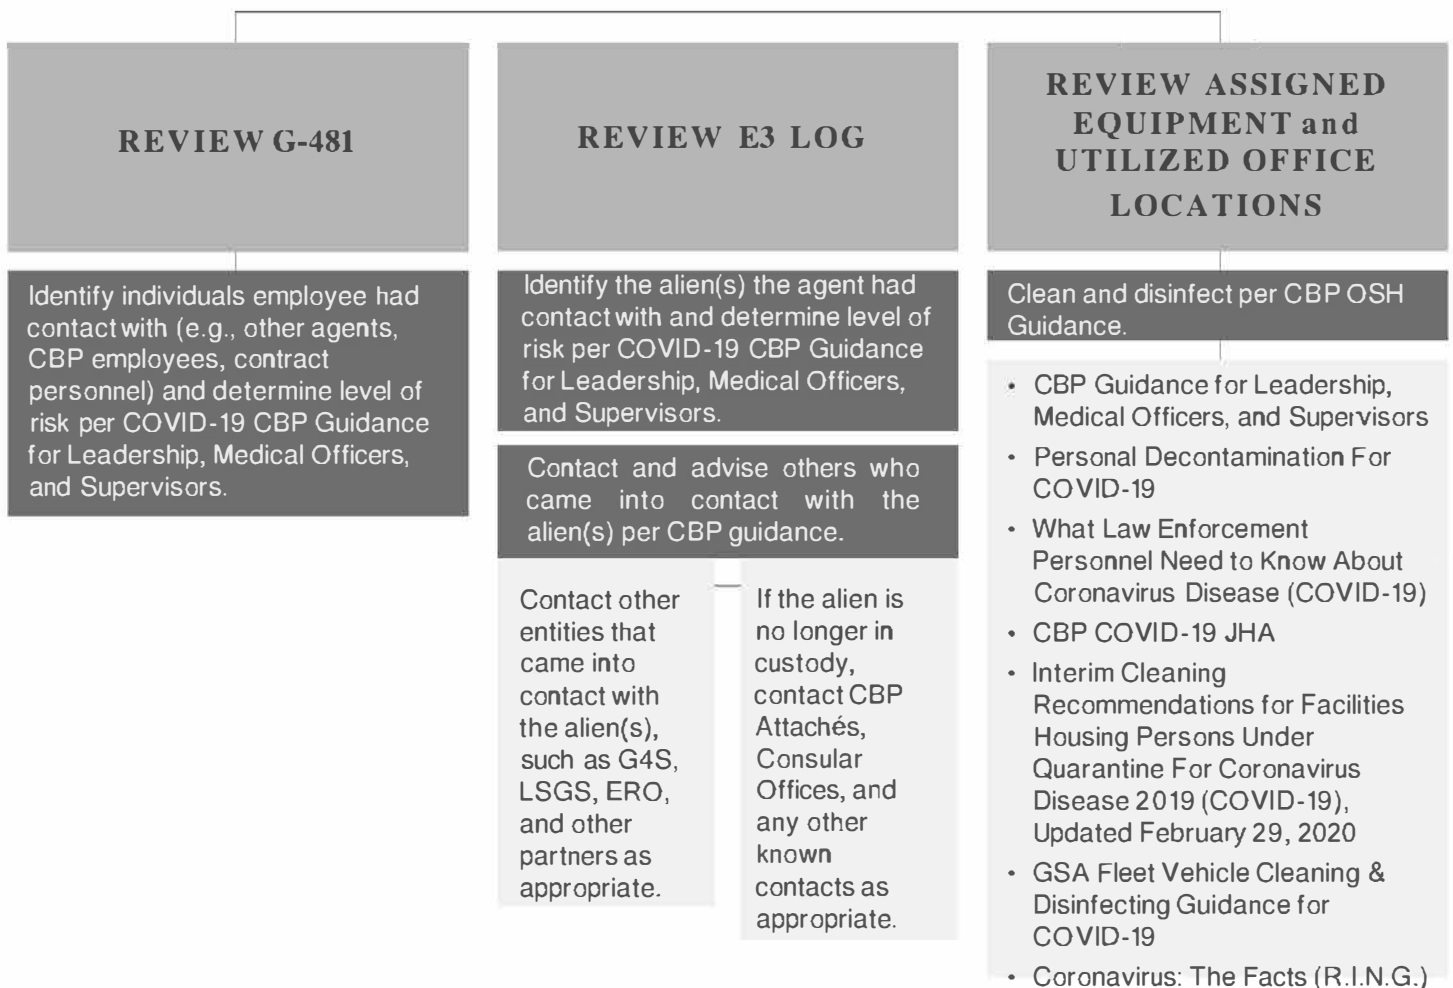 REVIEW G-481
Identify individuals employee had
contact with (e.g., other agents,
CBP employees, contract
personnel) and determine level of
risk per COVID-19 CBP Guidance
for Leadership, Medical Officers,
and Supervisors.
REVIEW E3 LOG
Identify the alien(s) the agent had
contact with and determine level of
risk per COVID-19 CBP Guidance
for Leadership, Medical Officers,
and Supervisors.
Contact and advise others who
came into contact with the
alien(s) per CBP guidance.
Contact other
entities that
came into
contact with
the alien(s),
such as G4S,
LSGS, ERO,
and other
partners as
appropriate.
If the alien is
no longer in
custody,
contact CBP
Attachés,
Consular
Offices, and
any other
known
contacts as
appropriate.
REVIEW ASSIGNED
EQUIPMENT and
UTILIZED OFFICE
LOCATIONS
Clean and disinfect per CBP OSH
Guidance.
• CBP Guidance for Leadership,
Medical Officers, and Supervisors
• Personal Decontamination For
COVID-19
• What Law Enforcement
Personnel Need to Know About
Coronavirus Disease (COVID-19)
• CBP COVID-19 JHA
• Interim Cleaning
Recommendations for Facilities
Housing Persons Under
Quarantine For Coronavirus
Disease 2019 (COVID-19),
Updated February 29, 2020
• GSA Fleet Vehicle Cleaning &
Disinfecting Guidance for
COVID-19
• Coronavirus: The Facts (R.I.N.G.)